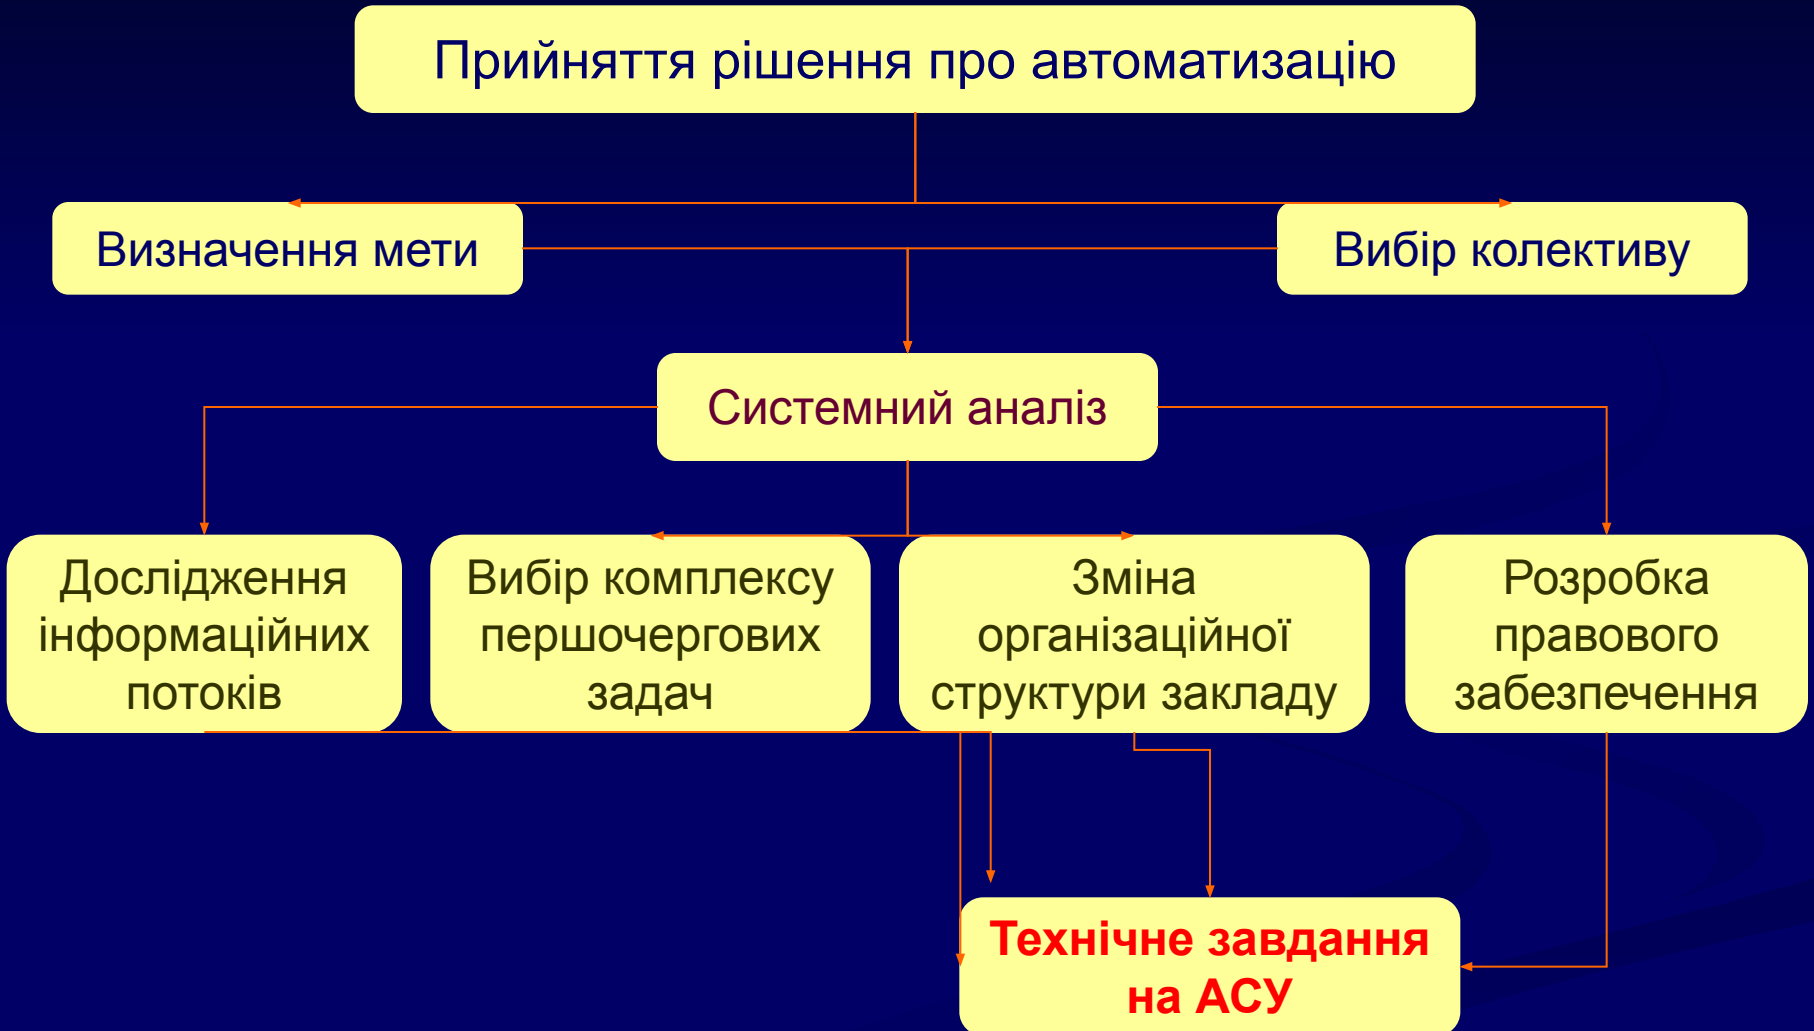 Прийняття рішення про автоматизацію
Визначення мети
Вибір колективу
Системний аналіз
Дослідження
інформаційних
потоків
Вибір комплексу
першочергових
задач
Зміна
організаційної
структури закладу
Розробка
правового
забезпечення
Технічне завдання
на АСУ